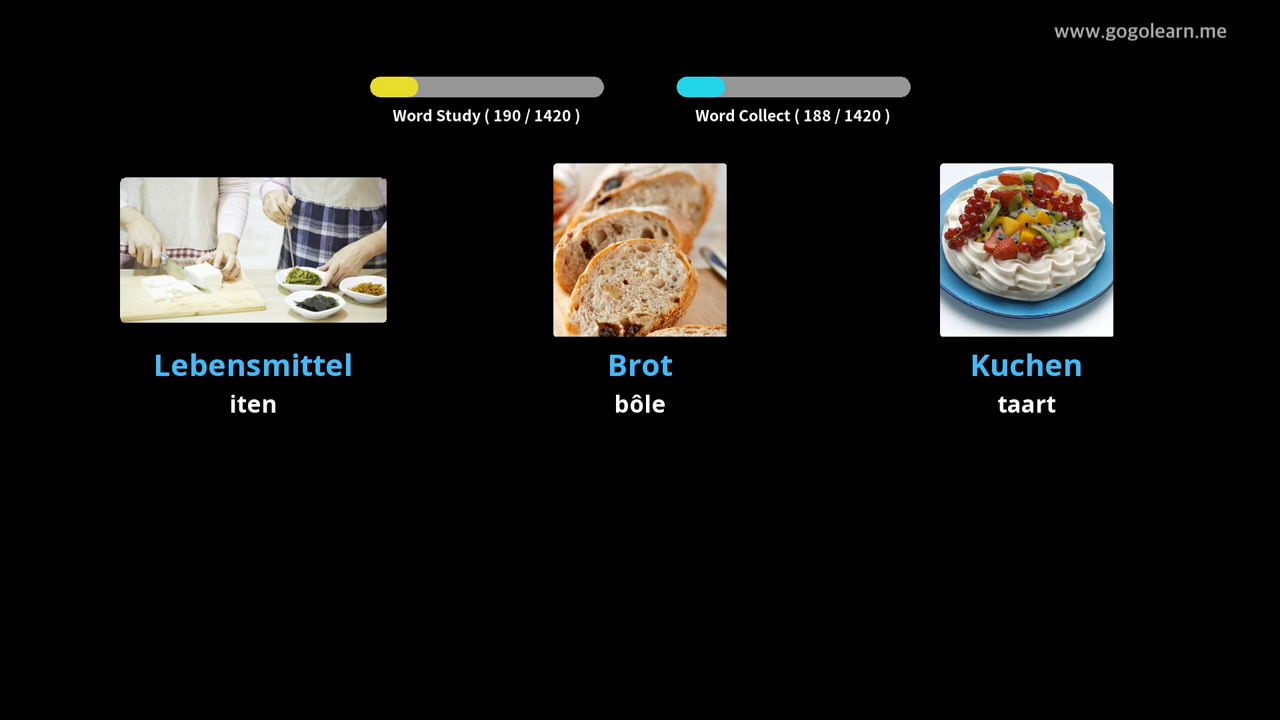 www.gogolearn.me
Word Study ( 190 / 1420 )
Word Collect ( 188 / 1420 )
Lebensmittel
iten
Brot
bôle
Kuchen
taart